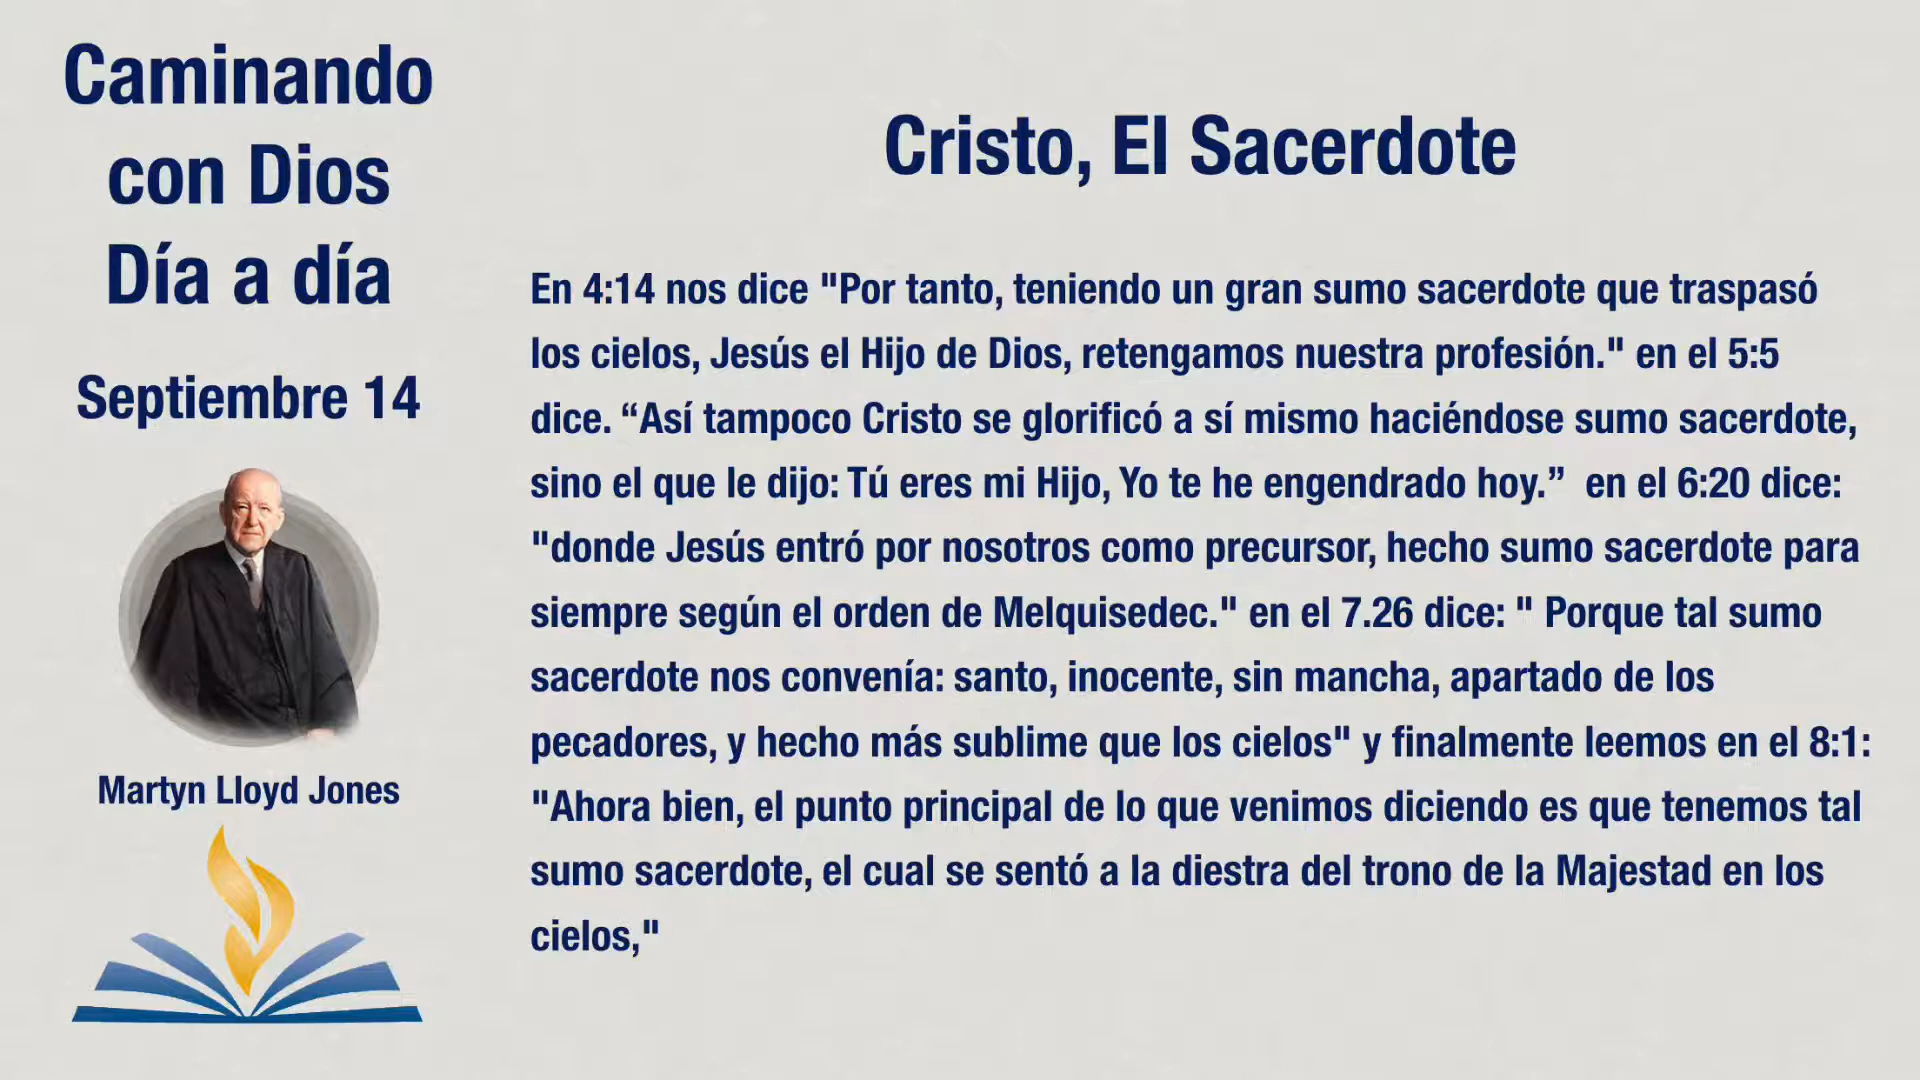 Caminando
con Dios
Día a día
Septiembre 14
Martyn Lloyd Jones
Cristo, El Sacerdote
En 4:14 nos dice "Por tanto, teniendo un gran sumo sacerdote que traspasó
los cielos, Jesús el Hijo de Dios, retengamos nuestra profesión." en el 5:5
dice. “Así tampoco Cristo se glorificó a sí mismo haciéndose sumo sacerdote,
sino el que le dijo: Tú eres mi Hijo, Yo te he engendrado hoy.” en el 6:20 dice:
"donde Jesús entró por nosotros como precursor, hecho sumo sacerdote para
siempre según el orden de Melquisedec." en el 7.26 dice: " Porque tal sumo
sacerdote nos convenía: santo, inocente, sin mancha, apartado de los
pecadores, y hecho más sublime que los cielos" y finalmente leemos en el 8:1:
"Ahora bien, el punto principal de lo que venimos diciendo es que tenemos tal
sumo sacerdote, el cual se sentó a la diestra del trono de la Majestad en los
cielos,"